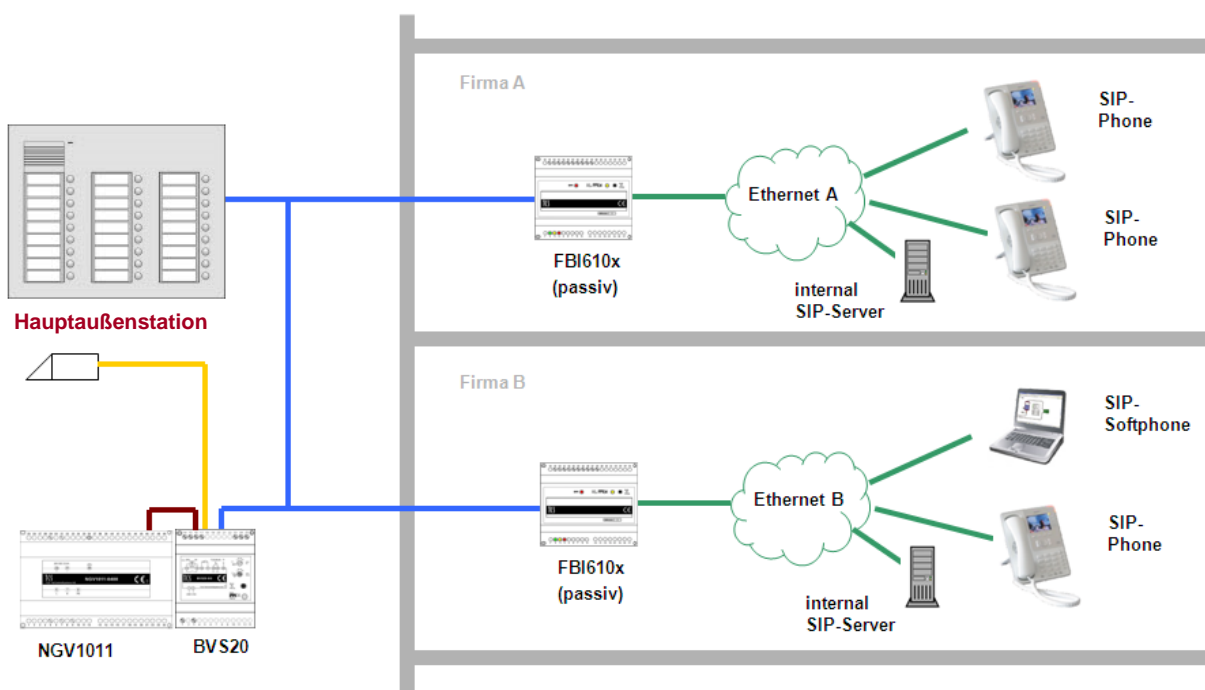 Firma A
SIP-
Phone
Ethernet A
SIP-
Phone
FBI610x
(passiv)
internal
SIP-Server
Hauptaußenstation
Firma B
SIP-
Softphone
Ethernet B
SIP-
Phone
FBI610x
(passiv)
internal
SIP-Server
NGV1011
BVS20